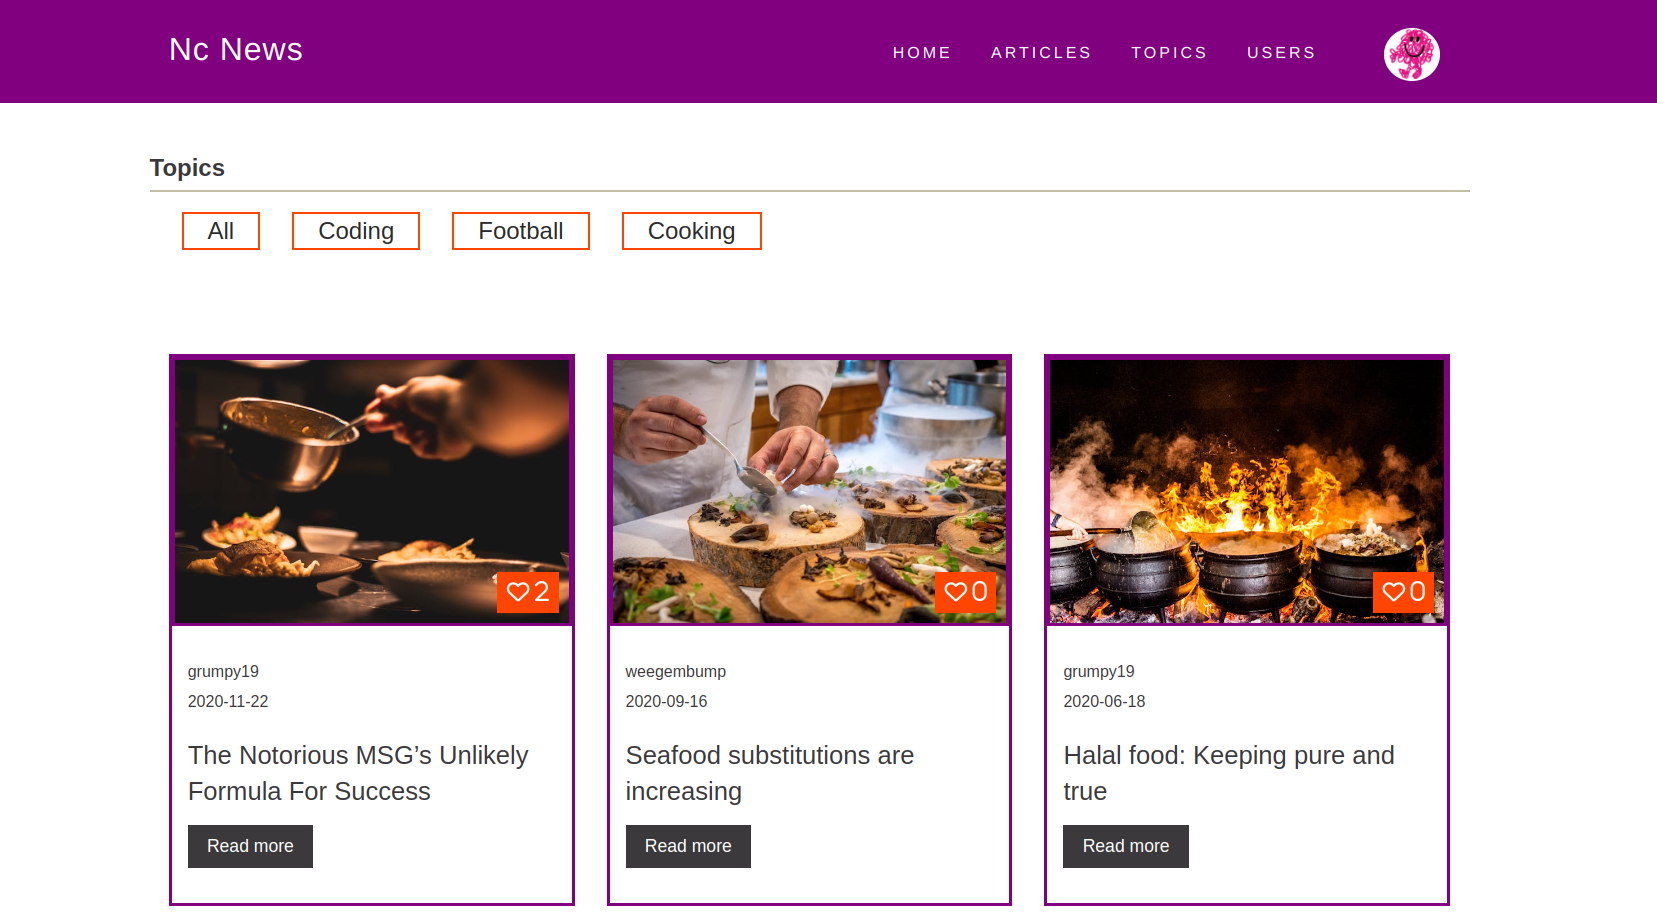 Nc News
HOME ARTICLES TOPICS USERS
Topics
All Coding Football Cooking
2
0
0
grumpy19
2020-11-22
The Notorious MSG’s Unlikely
Formula For Success
Read more
weegembump
2020-09-16
Seafood substitutions are
increasing
Read more
grumpy19
2020-06-18
Halal food: Keeping pure and
true
Read more